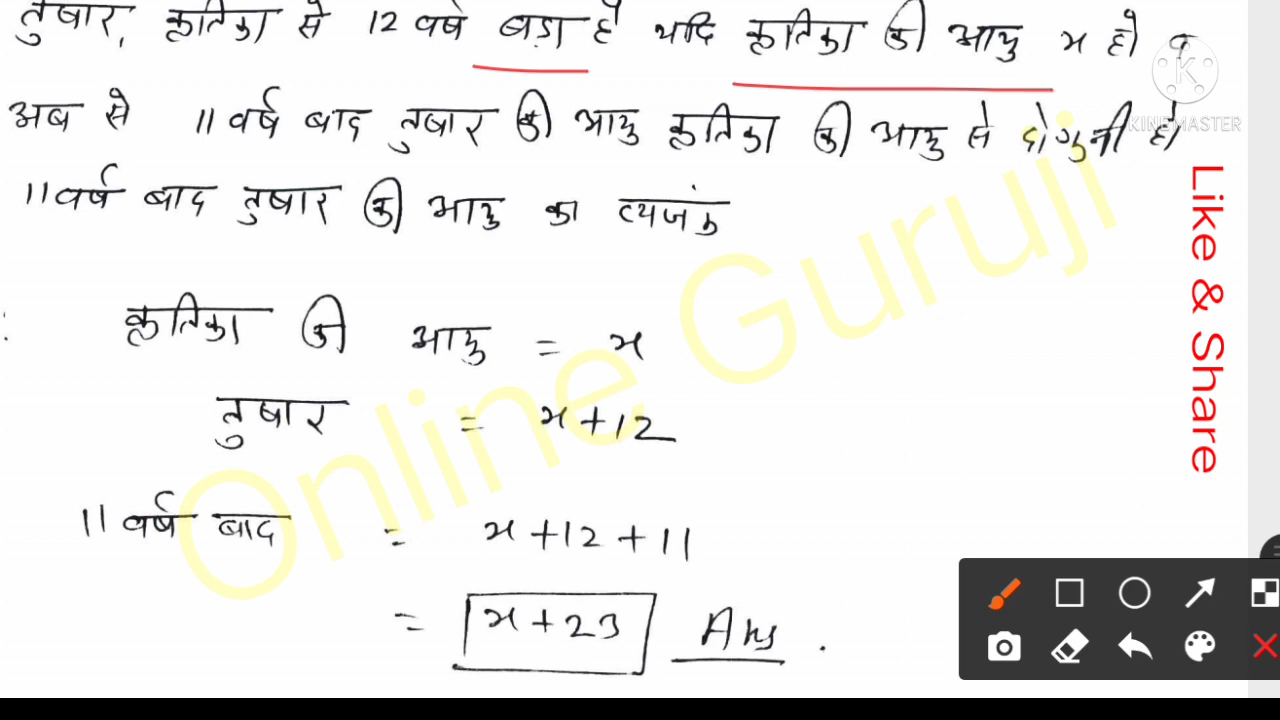 तुषार, कृतिका से 12 वर्ष बड़ा है यदि कृतिका की आयु x हो व
अब से 11 वर्ष बाद तुषार की आयु कृतिका की आयु से दोगुनी हो
11 वर्ष बाद तुषार की आयु का व्यजंक
कृतिका की आयु = x
तुषार = x+12
11 वर्ष बाद = x+12+11
= x+23 Ans.
KINEMASTER
Like & Share
Online Guruji